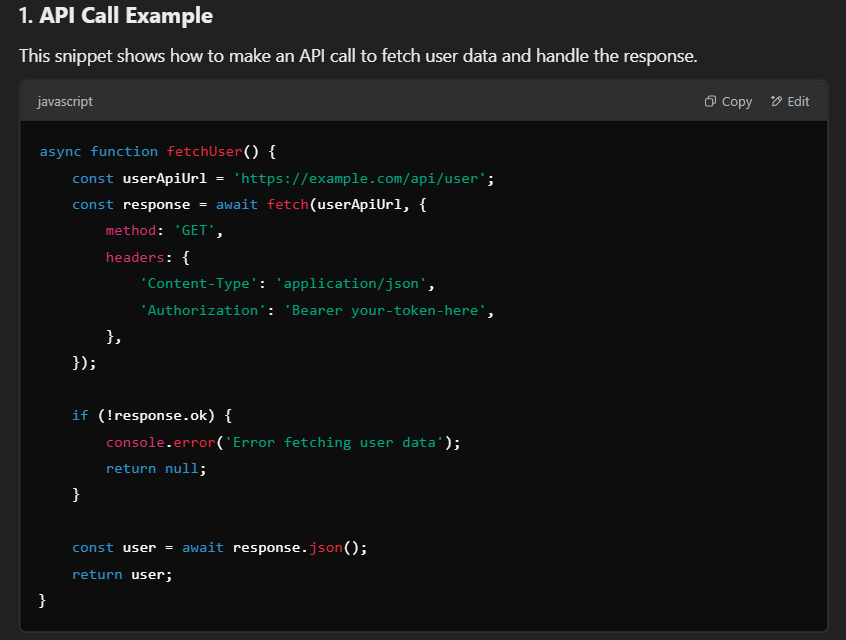 1. API Call Example
This snippet shows how to make an API call to fetch user data and handle the response.
javascript
Copy
Edit
async function fetchUser() {
    const userApiUrl = 'https://example.com/api/user';
    const response = await fetch(userApiUrl, {
        method: 'GET',
        headers: {
            'Content-Type': 'application/json',
            'Authorization': 'Bearer your-token-here',
        },
    });

    if (!response.ok) {
        console.error('Error fetching user data');
        return null;
    }

    const user = await response.json();
    return user;
}